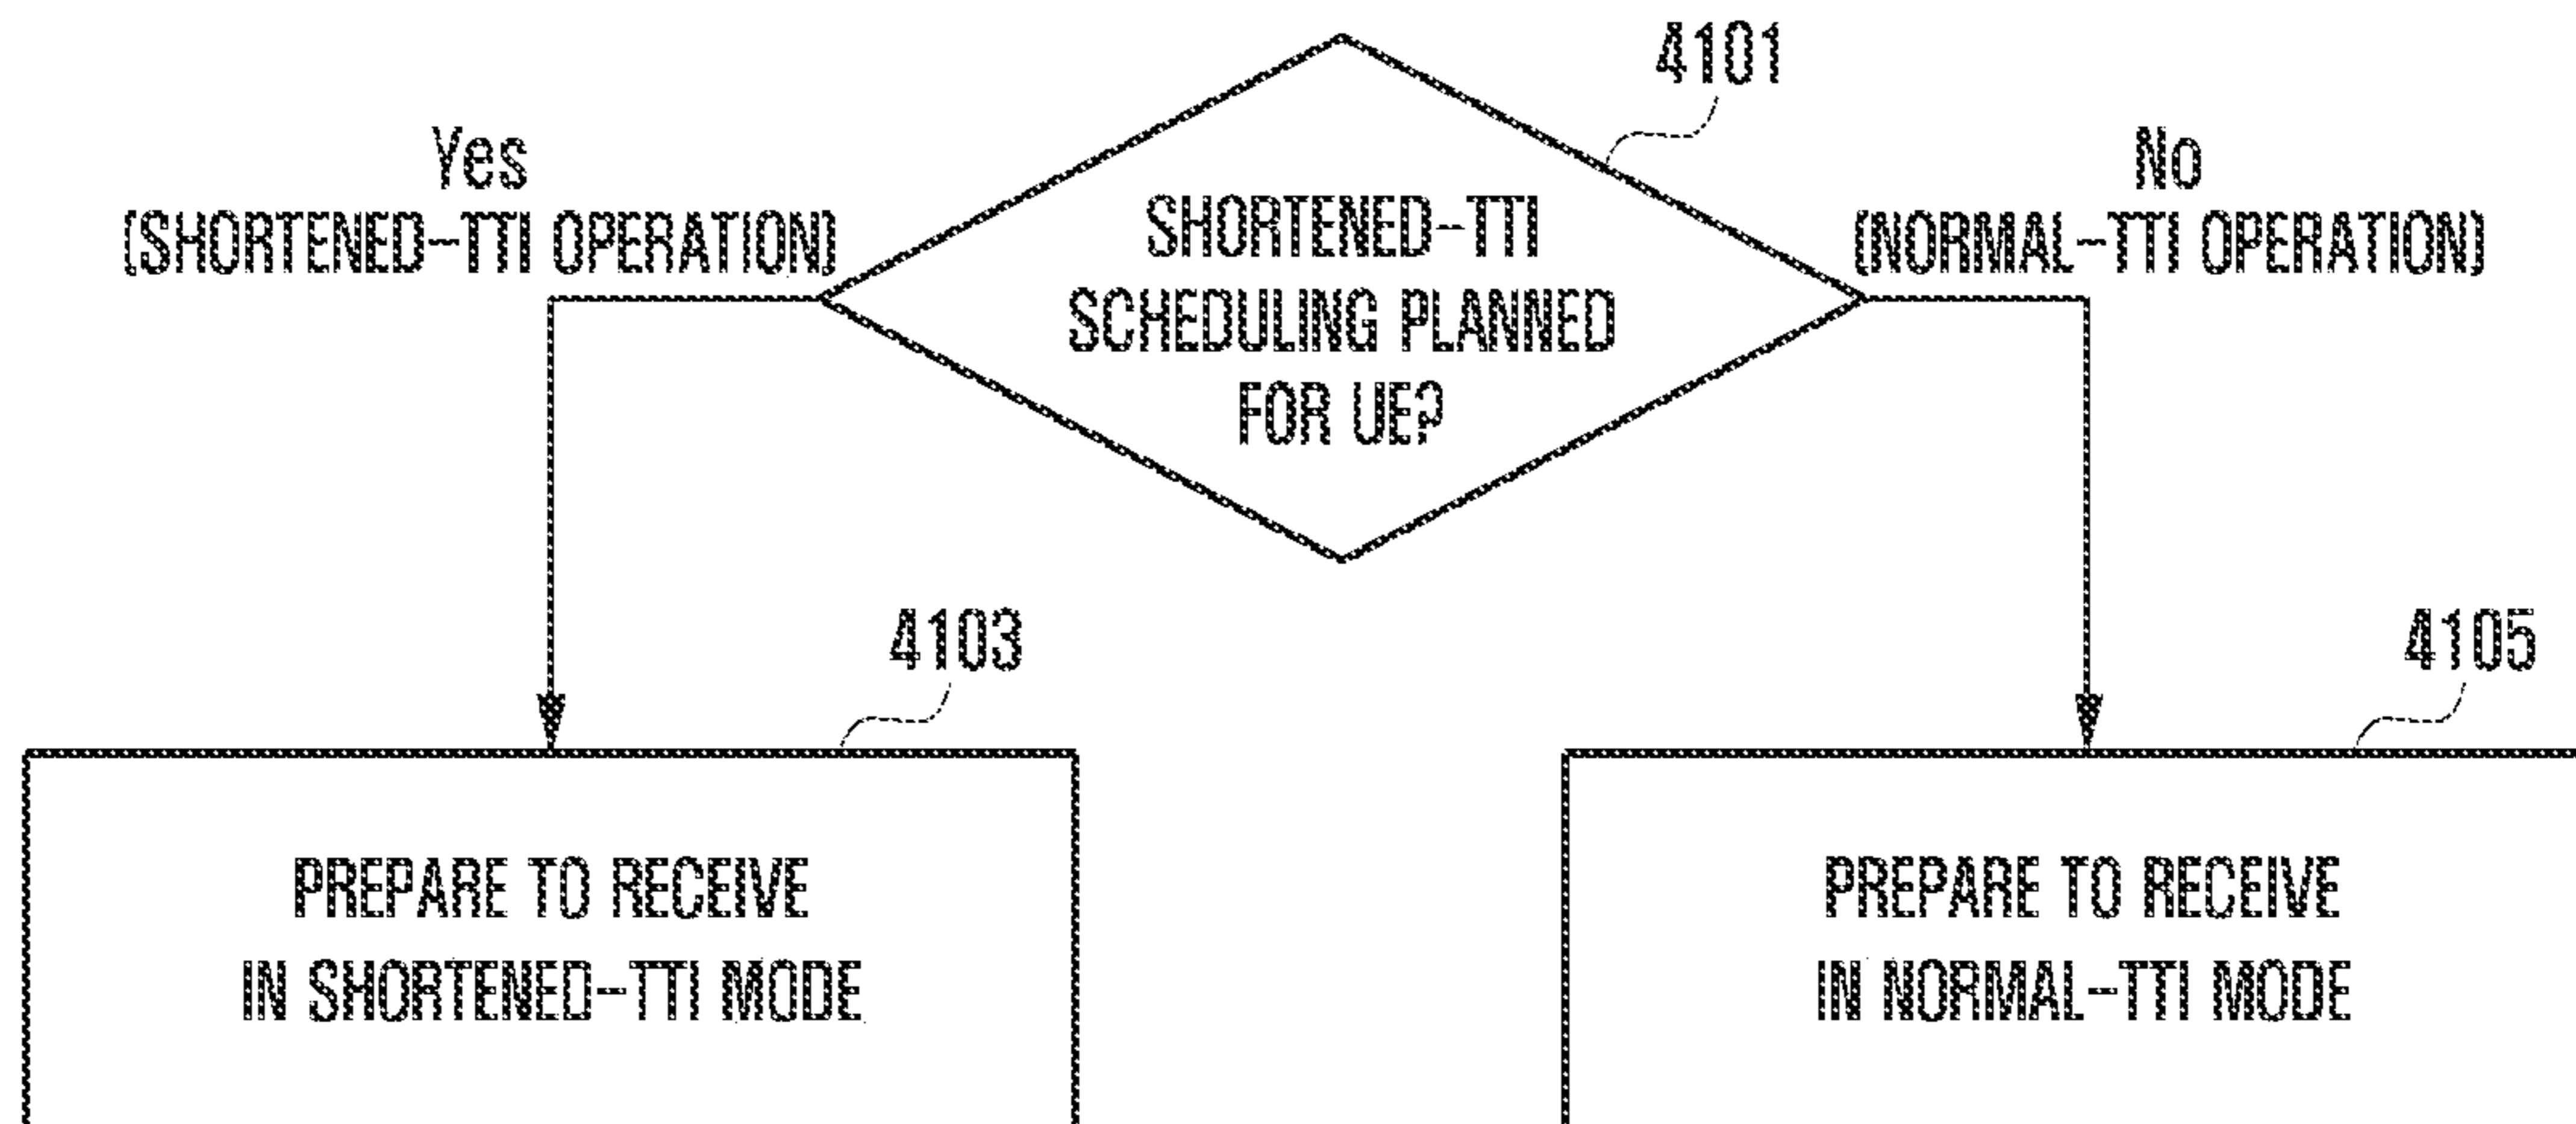 4101
Yes
(SHORTENED-TTI OPERATION)
No
(NORMAL-TTI OPERATION)
SHORTENED-TTI
SCHEDULING PLANNED
FOR UE?
4103
4105
PREPARE TO RECEIVE
IN SHORTENED-TTI MODE
PREPARE TO RECEIVE
IN NORMAL-TTI MODE